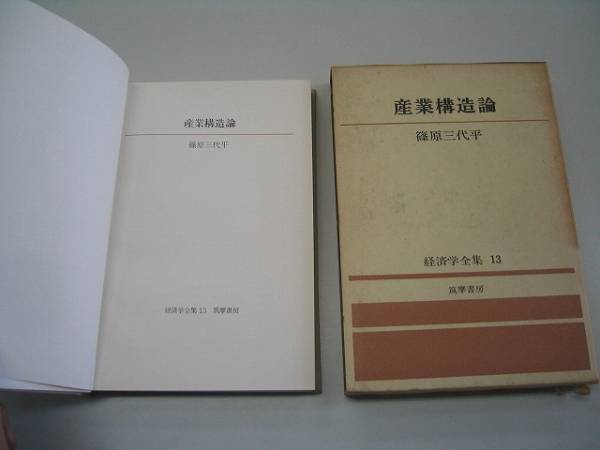 産業構造論
篠原三代平
経済学全集13 筑摩書房
産業構造論
篠原三代平
経済学全集 13
筑摩書房